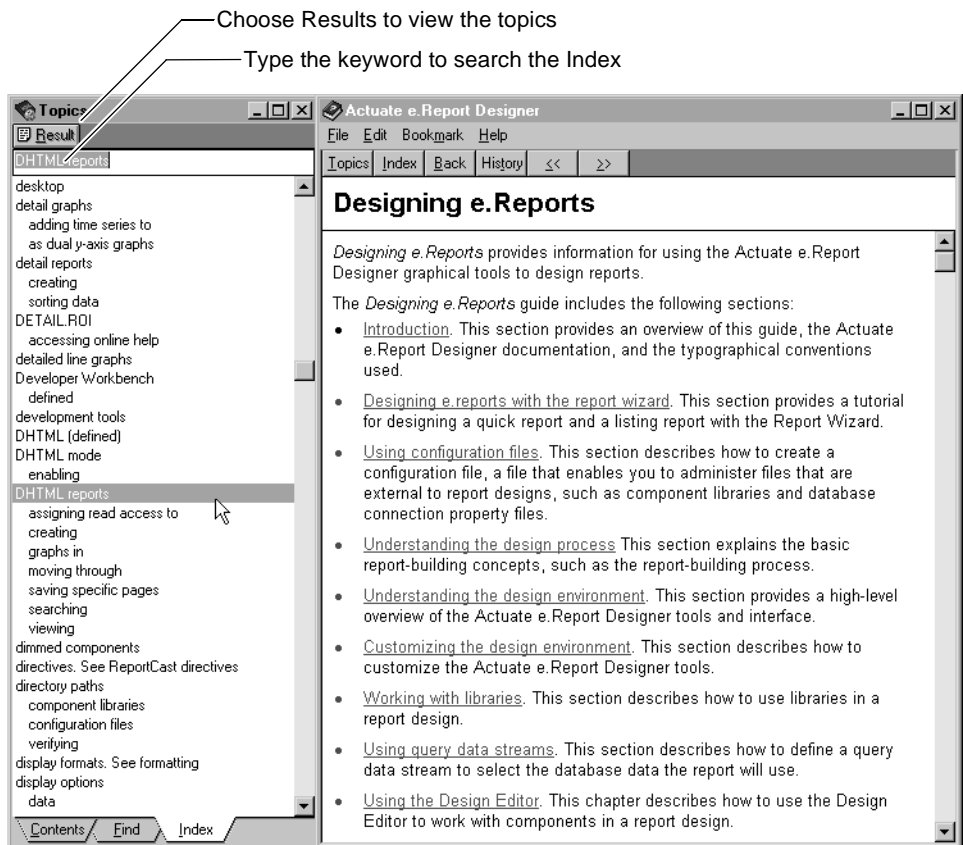 Choose Results to view the topics
Type the keyword to search the Index
Topics
Result
DHTML reports
desktop
detail graphs
adding time series to
as dual y-axis graphs
detail reports
creating
sorting data
DETAIL.ROI
accessing online help
detailed line graphs
Developer Workbench
defined
development tools
DHTML (defined)
DHTML mode
enabling
DHTML reports
assigning read access to
creating
graphs in
moving through
saving specific pages
searching
viewing
dimmed components
directives. See ReportCast directives
directory paths
component libraries
configuration files
verifying
display formats. See formatting
display options
data
Contents Find Index
Actuate e.Report Designer
File Edit Bookmark Help
Topics Index Back History << >>
Designing e.Reports
Designing e.Reports provides information for using the Actuate e.Report
Designer graphical tools to design reports.
The Designing e.Reports guide includes the following sections:
• Introduction. This section provides an overview of this guide, the Actuate
e.Report Designer documentation, and the typographical conventions
used.
• Designing e.reports with the report wizard. This section provides a tutorial
for designing a quick report and a listing report with the Report Wizard.
• Using configuration files. This section describes how to create a
configuration file, a file that enables you to administer files that are
external to report designs, such as component libraries and database
connection property files.
• Understanding the design process This section explains the basic
report-building concepts, such as the report-building process.
• Understanding the design environment. This section provides a high-level
overview of the Actuate e.Report Designer tools and interface.
• Customizing the design environment. This section describes how to
customize the Actuate e.Report Designer tools.
• Working with libraries. This section describes how to use libraries in a
report design.
• Using query data streams. This section describes how to define a query
data stream to select the database data the report will use.
• Using the Design Editor. This chapter describes how to use the Design
Editor to work with components in a report design.